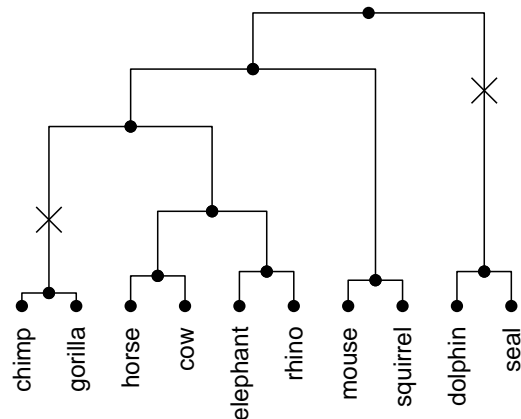 chimp
gorilla
horse
cow
elephant
rhino
mouse
squirrel
dolphin
seal